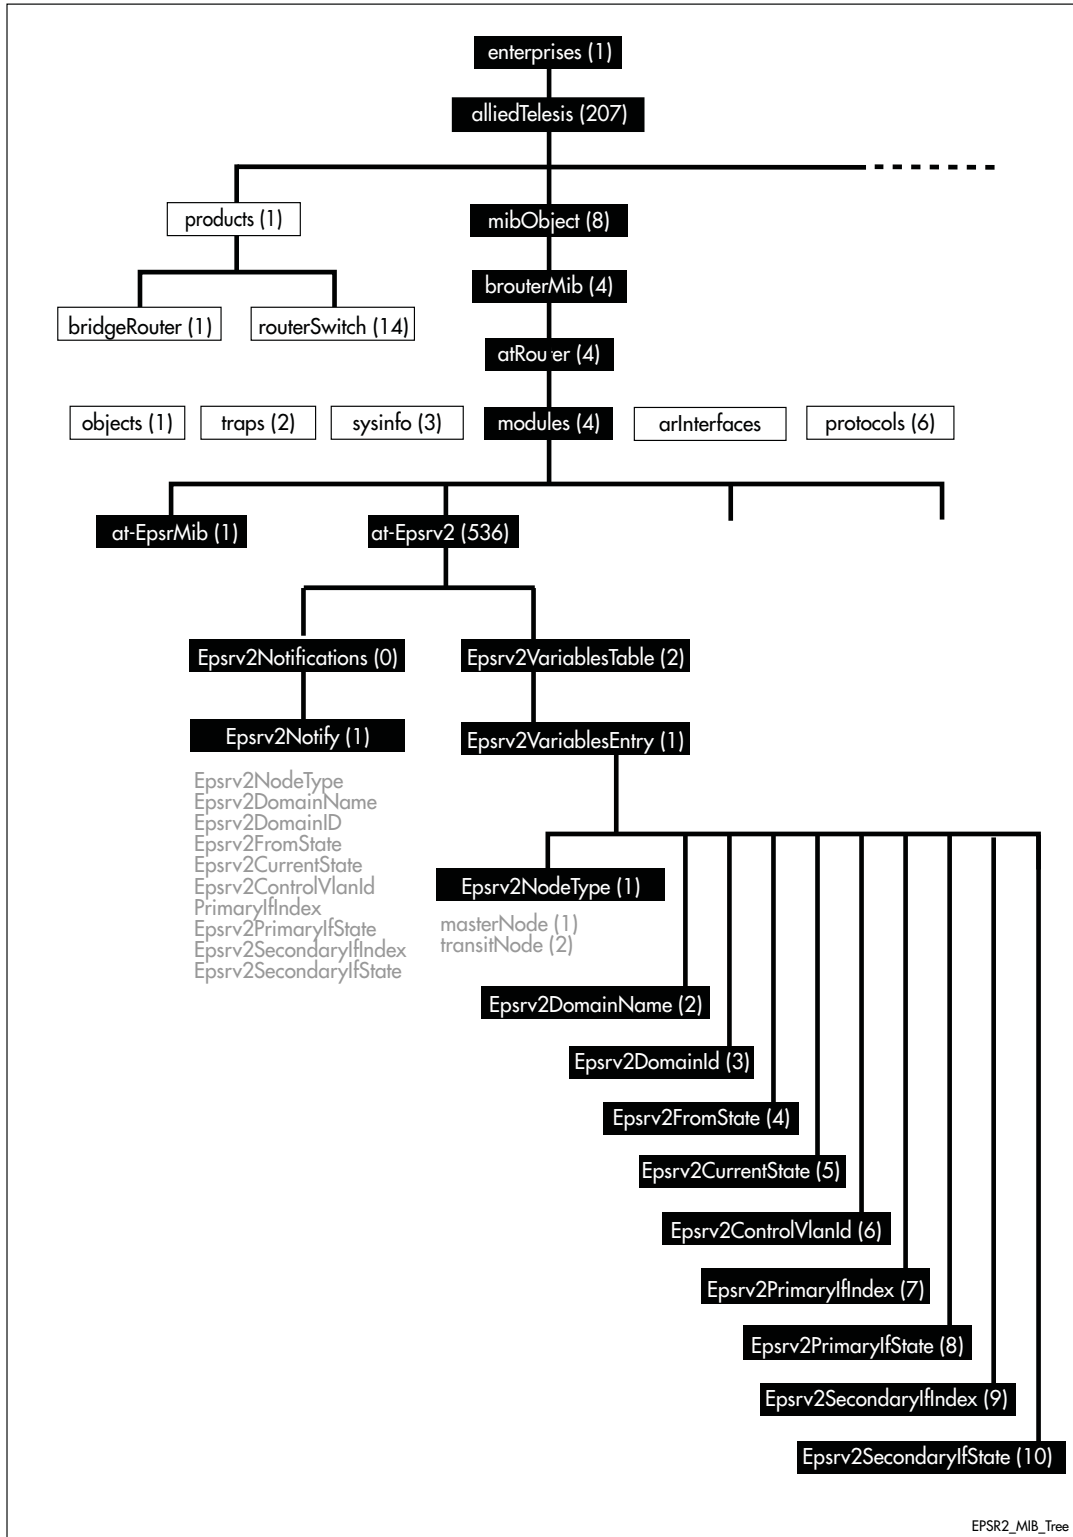 enterprises (1)
alliedTelesis (207)
products (1)
mibObject (8)
bridgeRouter (1)
routerSwitch (14)
brouterMib (4)
atRouter (4)
objects (1)
traps (2)
sysinfo (3)
modules (4)
arInterfaces
protocols (6)
at-EpsrMib (1)
at-Epsrv2 (536)
Epsrv2Notifications (0)
Epsrv2VariablesTable (2)
Epsrv2Notify (1)
Epsrv2VariablesEntry (1)
Epsrv2NodeType
Epsrv2DomainName
Epsrv2DomainID
Epsrv2FromState
Epsrv2CurrentState
Epsrv2ControlVlanId
PrimaryIfIndex
Epsrv2PrimaryIfState
Epsrv2SecondaryIfIndex
Epsrv2SecondaryIfState
Epsrv2NodeType (1)
masterNode (1)
transitNode (2)
Epsrv2DomainName (2)
Epsrv2DomainId (3)
Epsrv2FromState (4)
Epsrv2CurrentState (5)
Epsrv2ControlVlanId (6)
Epsrv2PrimaryIfIndex (7)
Epsrv2PrimaryIfState (8)
Epsrv2SecondaryIfIndex (9)
Epsrv2SecondaryIfState (10)
EPSR2_MIB_Tree